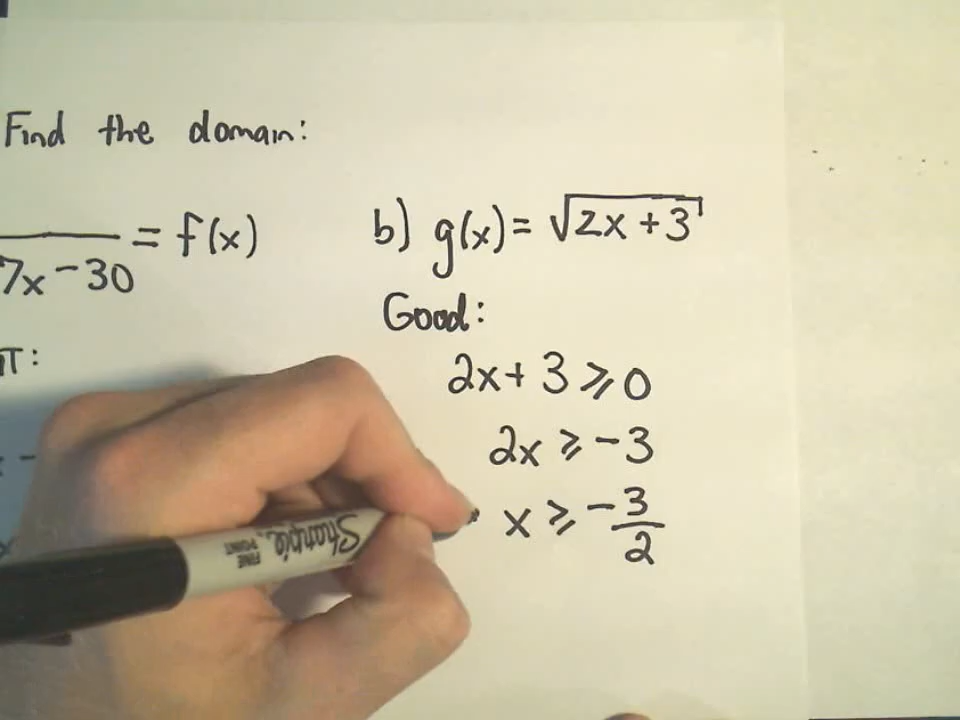 Find the domain:
7x - 30 = f(x)
b) g(x) = √2x + 3
Good:
π:
2x + 3 ≥ 0
2x ≥ -3
x ≥ -3/2
Sharpie
FINE
POINT